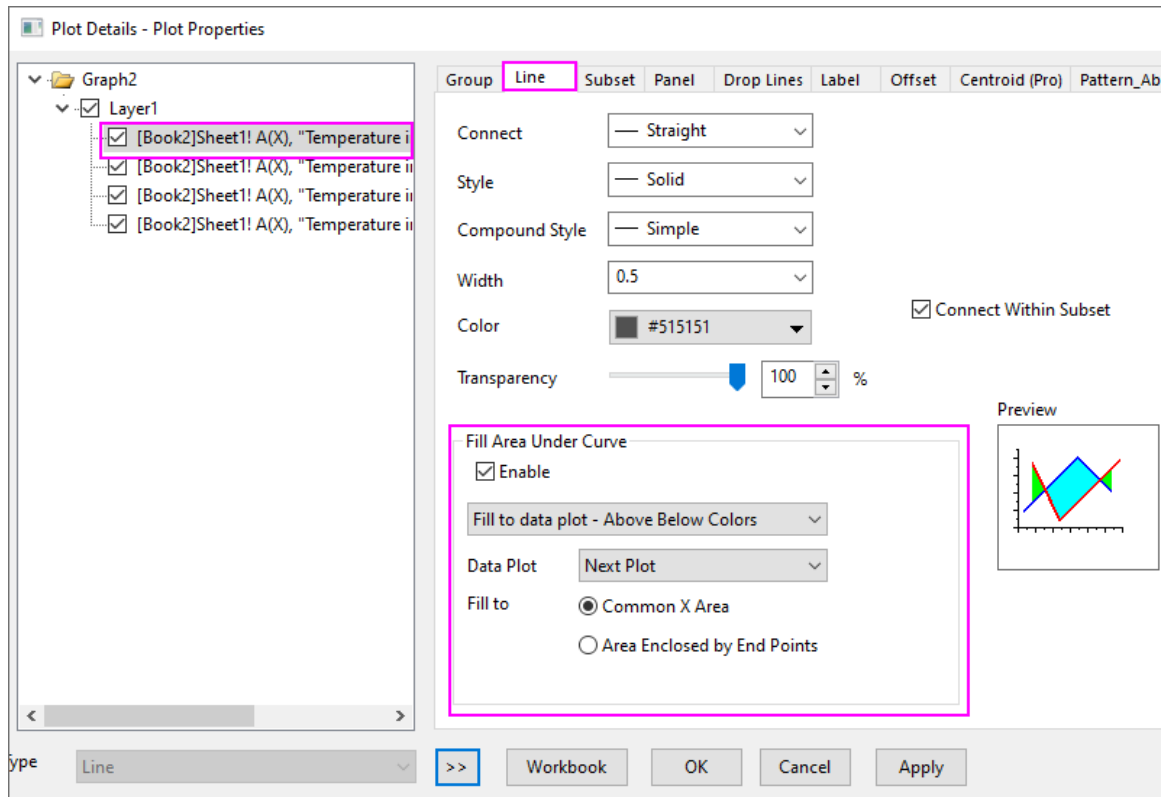 Plot Details - Plot Properties
Graph2
Layer1
[Book2]Sheet1! A(X), "Temperature i
[Book2]Sheet1! A(X), "Temperature i
[Book2]Sheet1! A(X), "Temperature i
[Book2]Sheet1! A(X), "Temperature i
Group Line Subset Panel Drop Lines Label Offset Centroid (Pro) Pattern_Ab
Connect Straight
Style Solid
Compound Style Simple
Width 0.5
Color #515151
Connect Within Subset
Transparency 100 %
Preview
Fill Area Under Curve
Enable
Fill to data plot - Above Below Colors
Data Plot Next Plot
Fill to Common X Area
Area Enclosed by End Points
ype Line >> Workbook OK Cancel Apply